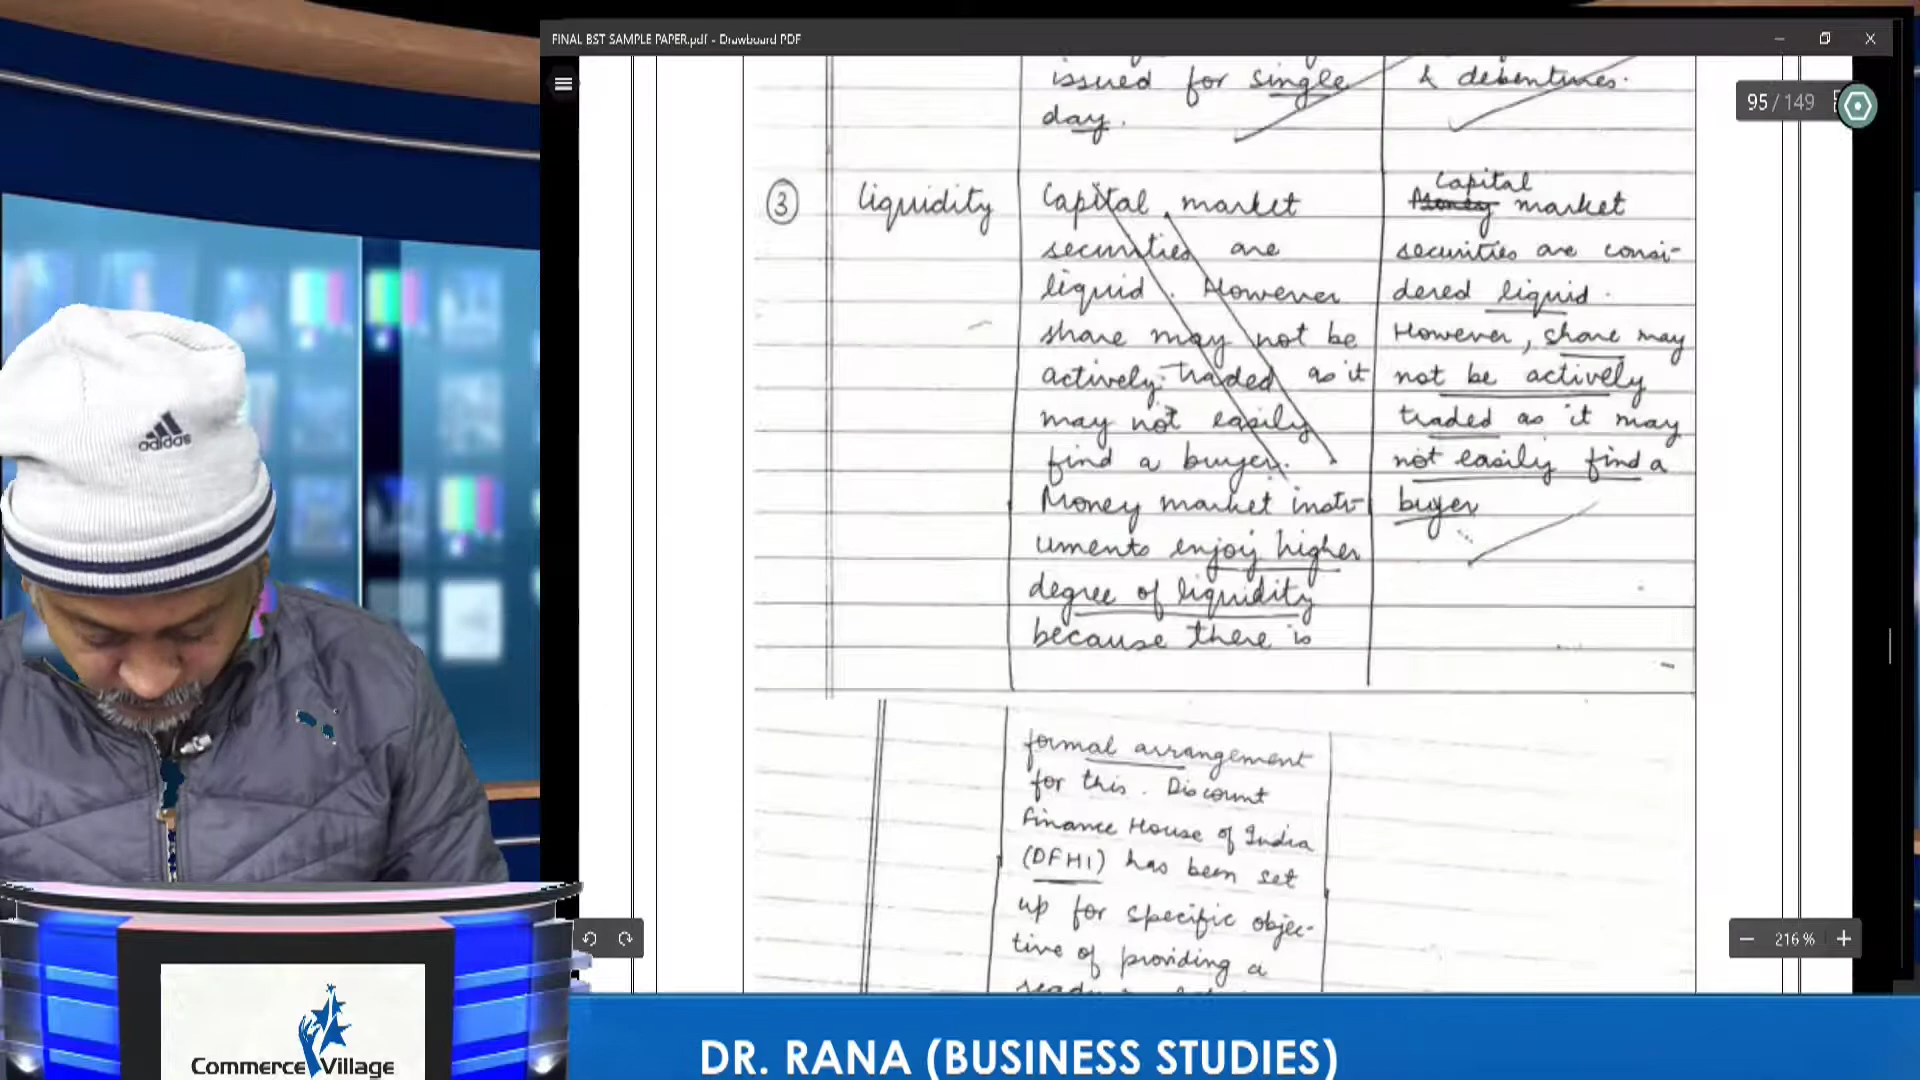 FINAL BST SAMPLE PAPER.pdf - Drawboard PDF
95 / 149
issued for single
day.
& debentures.
3
liquidity
Capital market
securities are
liquid. However
share may not be
actively traded as it
may not easily
find a buyer.
Money market instr-
uments enjoy higher
degree of liquidity
because there is
Capital
Money market
securities are consi-
dered liquid.
However, share may
not be actively
traded as it may
not easily find a
buyer
formal arrangement
for this. Discount
Finance House of India
(DFHI) has been set
up for specific objec-
tive of providing a
216 %
adidas
Commerce Village
DR. RANA (BUSINESS STUDIES)